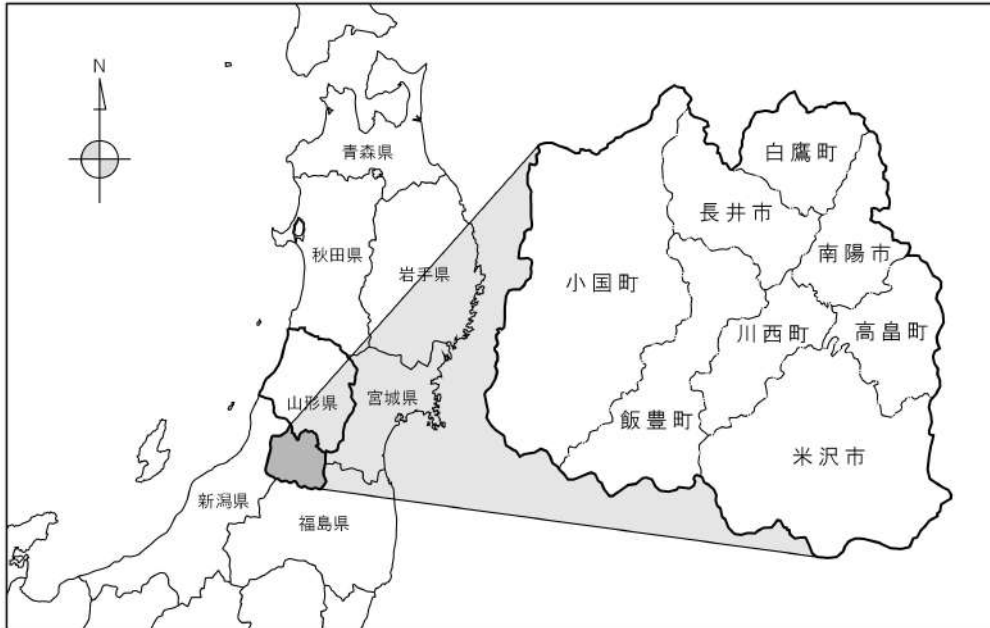 N
青森県
秋田県
岩手県
山形県
宮城県
新潟県
福島県
白鷹町
長井市
南陽市
小国町
川西町
高畠町
飯豊町
米沢市